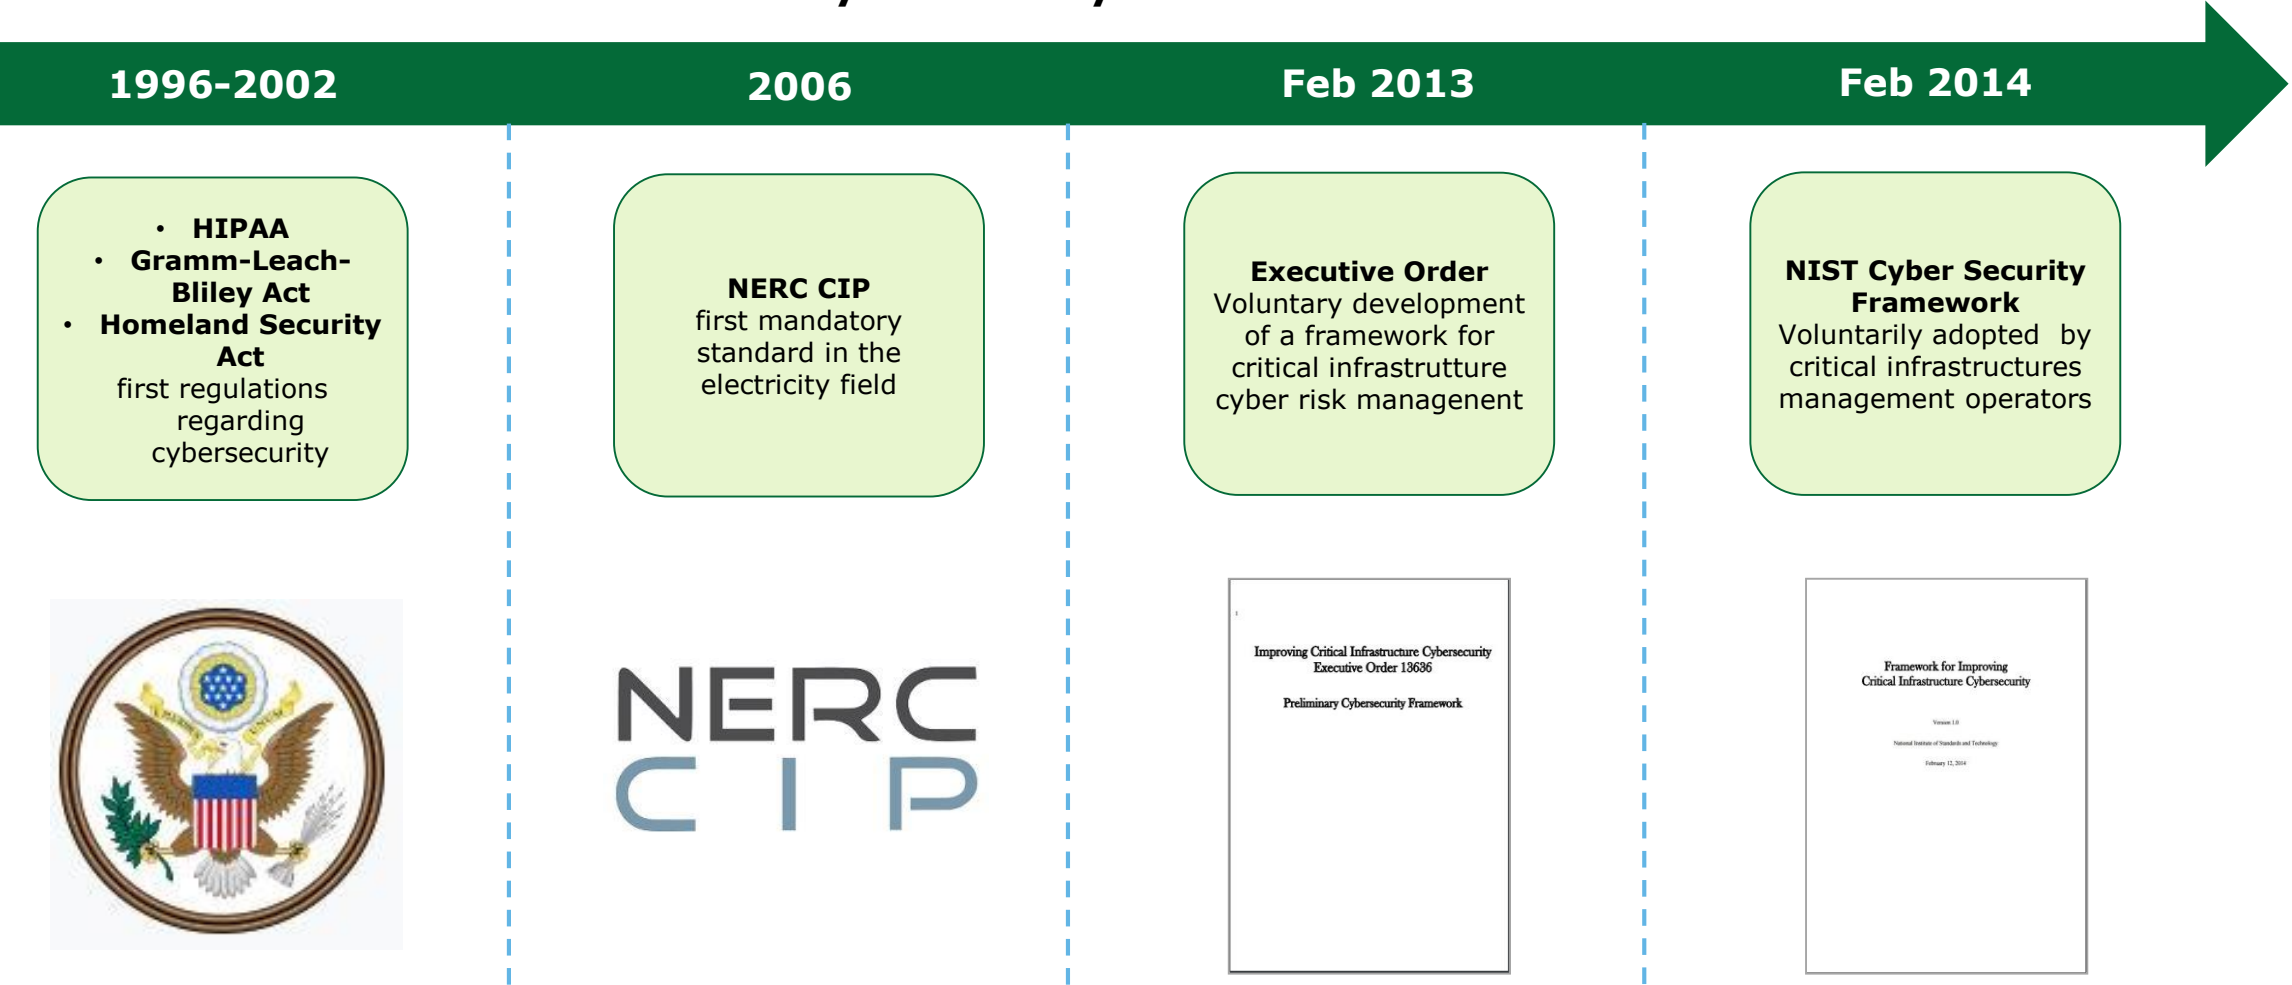 1996-2002
2006
Feb 2013
Feb 2014
• HIPAA
• Gramm-Leach-
Bliley Act
• Homeland Security
Act
first regulations
regarding
cybersecurity
NERC CIP
first mandatory
standard in the
electricity field
Executive Order
Voluntary development
of a framework for
critical infrastrutture
cyber risk managenent
NIST Cyber Security
Framework
Voluntarily adopted by
critical infrastructures
management operators
NERC
CIP
1
Improving Critical Infrastructure Cybersecurity
Executive Order 13636
Preliminary Cybersecurity Framework
Framework for Improving
Critical Infrastructure Cybersecurity
Version 1.0
National Institute of Standards and Technology
February 12, 2014